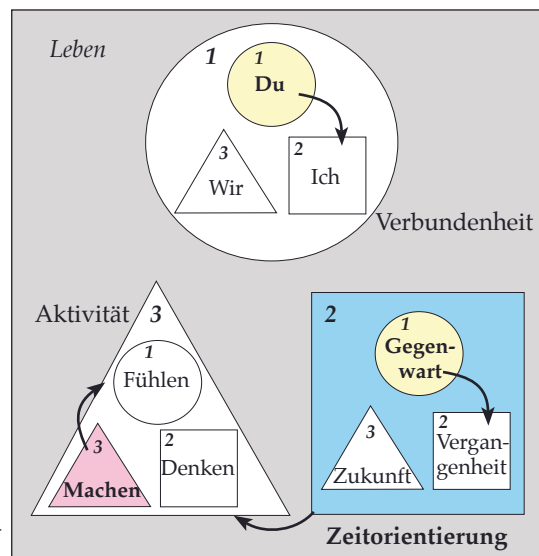 Leben
1
1
Du
3
Wir
2
Ich
Verbundenheit
Aktivität
3
1
Fühlen
3
Machen
2
Denken
2
1
Gegen-
wart
3
Zukunft
2
Vergan-
genheit
Zeitorientierung